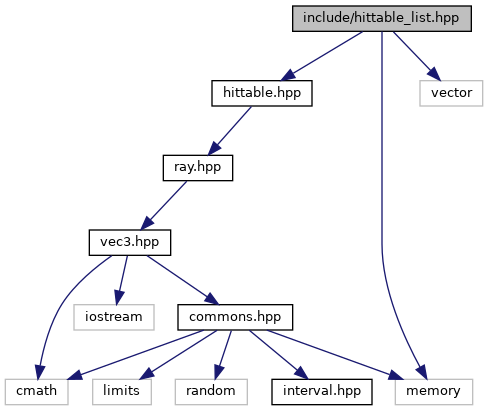 include/hittable_list.hpp
hittable.hpp
vector
ray.hpp
vec3.hpp
iostream
commons.hpp
cmath
limits
random
interval.hpp
memory